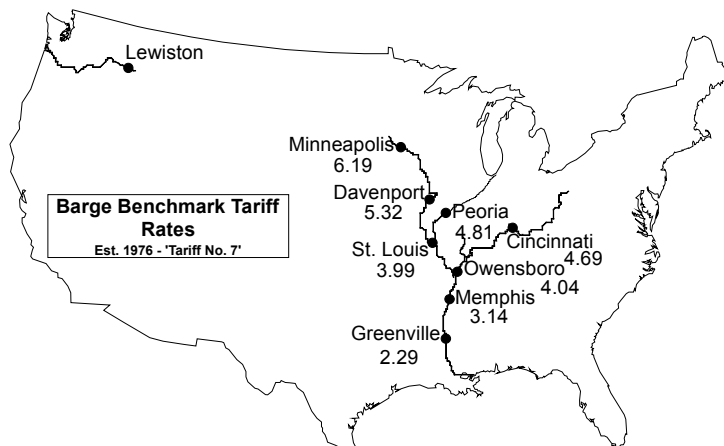 Lewiston
Minneapolis
6.19
Davenport
5.32
Barge Benchmark Tariff
Rates
Est. 1976 - 'Tariff No. 7'
Peoria
4.81
St. Louis
3.99
Cincinnati
4.69
Owensboro
4.04
Memphis
3.14
Greenville
2.29